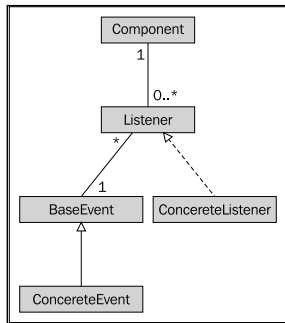 Component
1
0..*
Listener
*
1
BaseEvent
ConcereteListener
ConcereteEvent